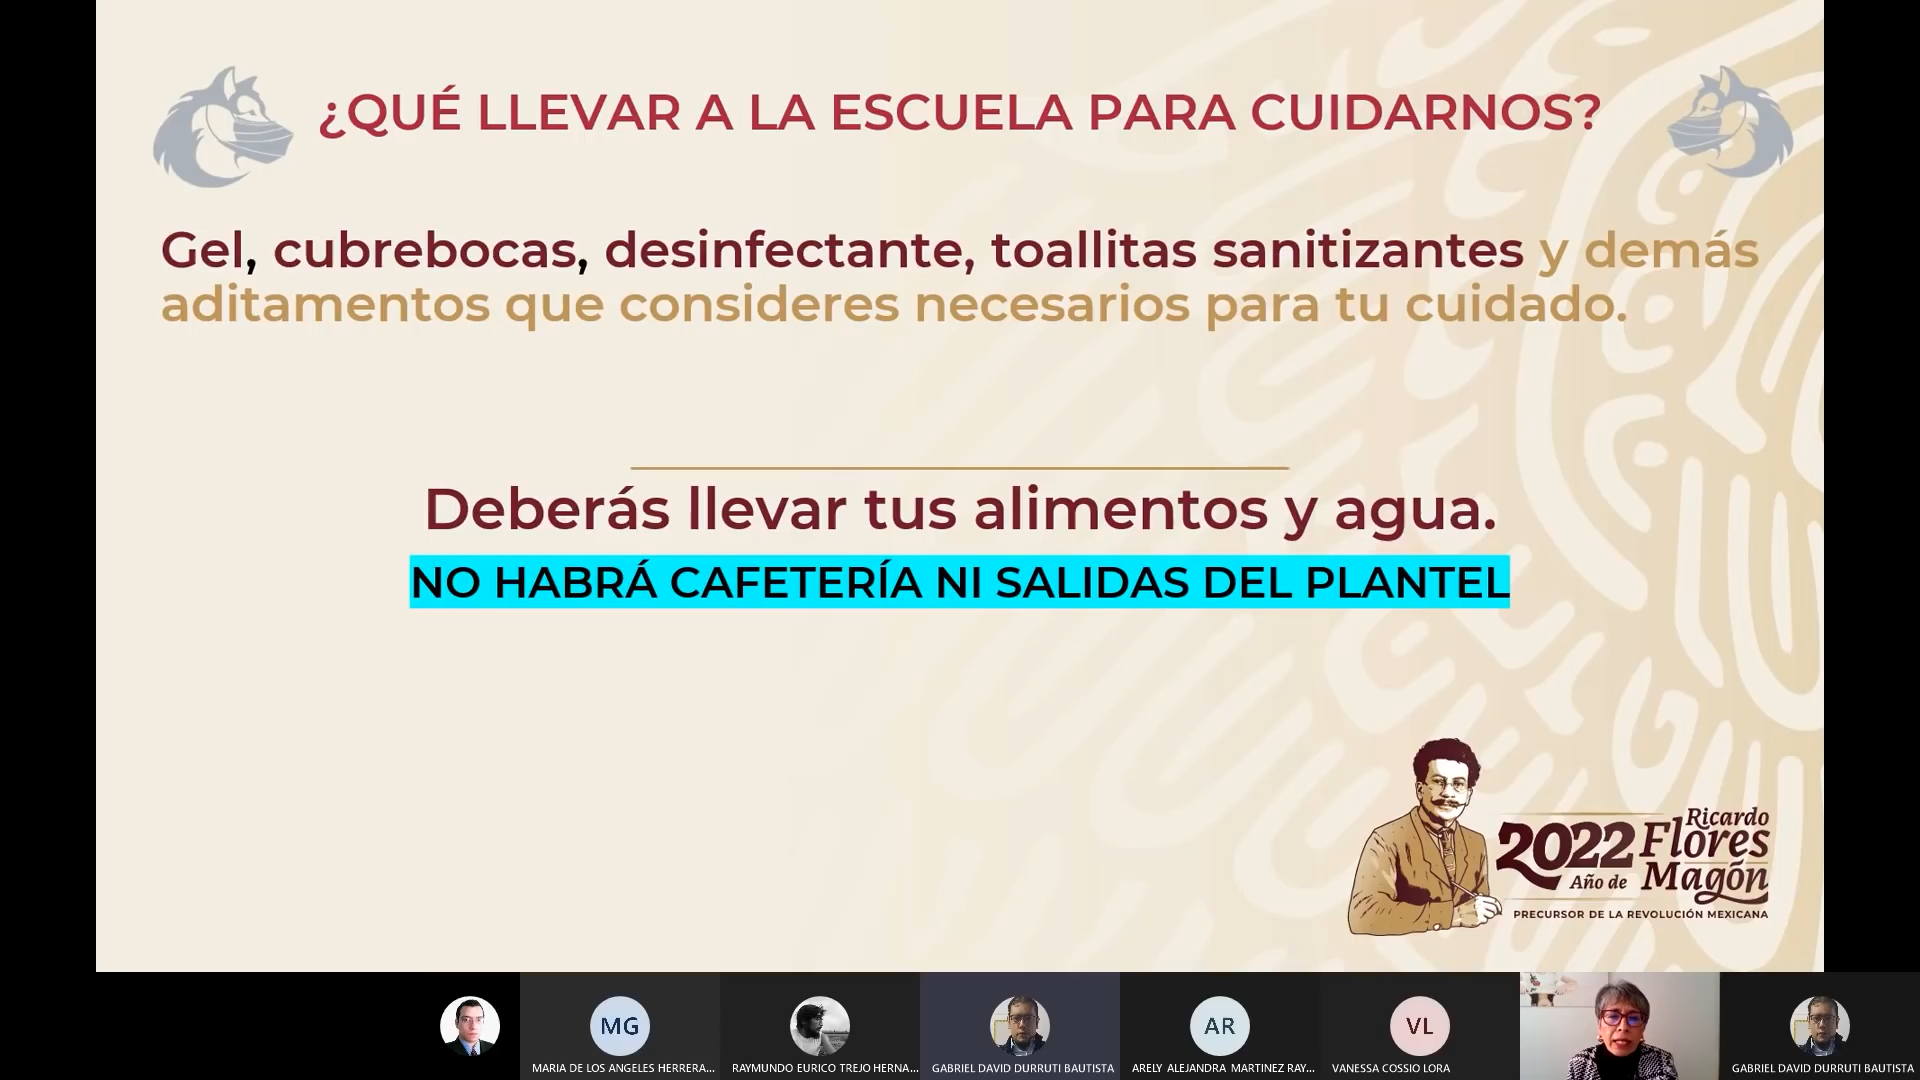 ¿QUÉ LLEVAR A LA ESCUELA PARA CUIDARNOS?
Gel, cubrebocas, desinfectante, toallitas sanitizantes y demás
aditamentos que consideres necesarios para tu cuidado.
Deberás llevar tus alimentos y agua.
NO HABRÁ CAFETERÍA NI SALIDAS DEL PLANTEL
2022 Año de Ricardo Flores Magón
PRECURSOR DE LA REVOLUCIÓN MEXICANA
MG
AR
VL
MARIA DE LOS ANGELES HERRERA...
RAYMUNDO EURICO TREJO HERNA...
GABRIEL DAVID DURRUTI BAUTISTA
ARELY ALEJANDRA MARTINEZ RAY...
VANESSA COSSIO LORA
GABRIEL DAVID DURRUTI BAUTISTA